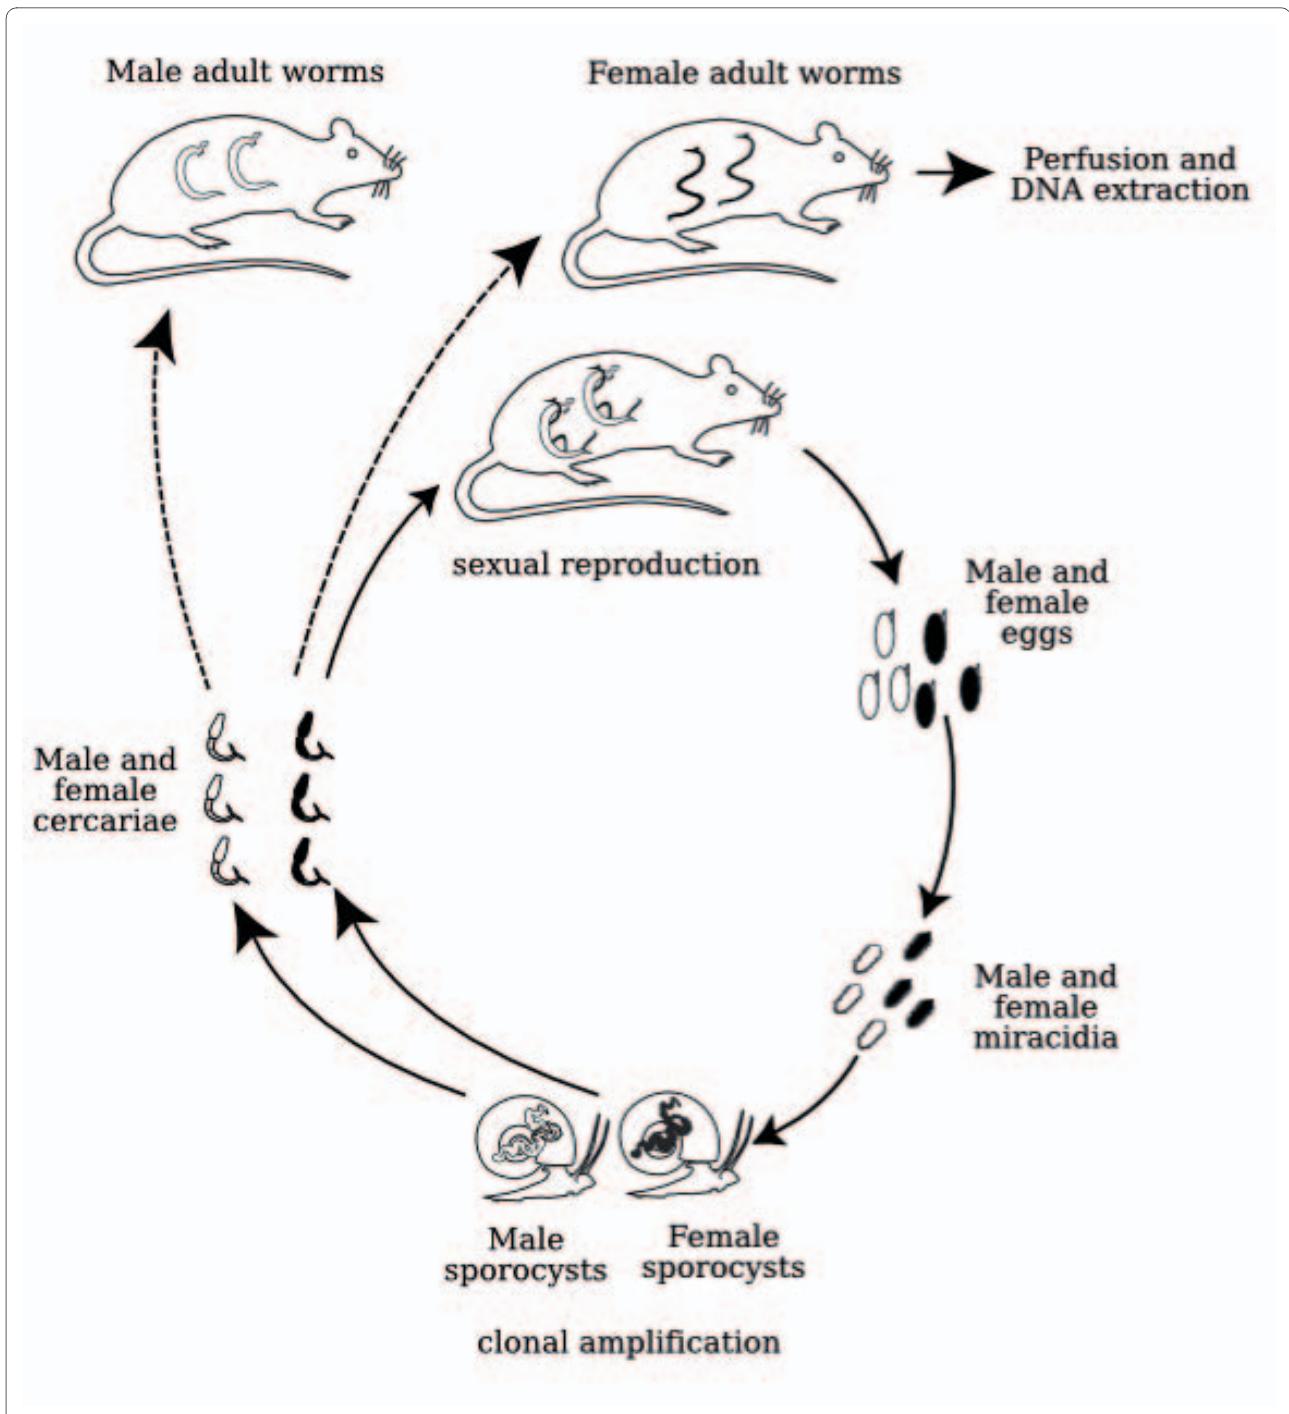 Male adult worms
Female adult worms
Perfusion and
DNA extraction
sexual reproduction
Male and
female
eggs
Male and
female
cercariae
Male and
female
miracidia
Male
sporocysts
Female
sporocysts
clonal amplification